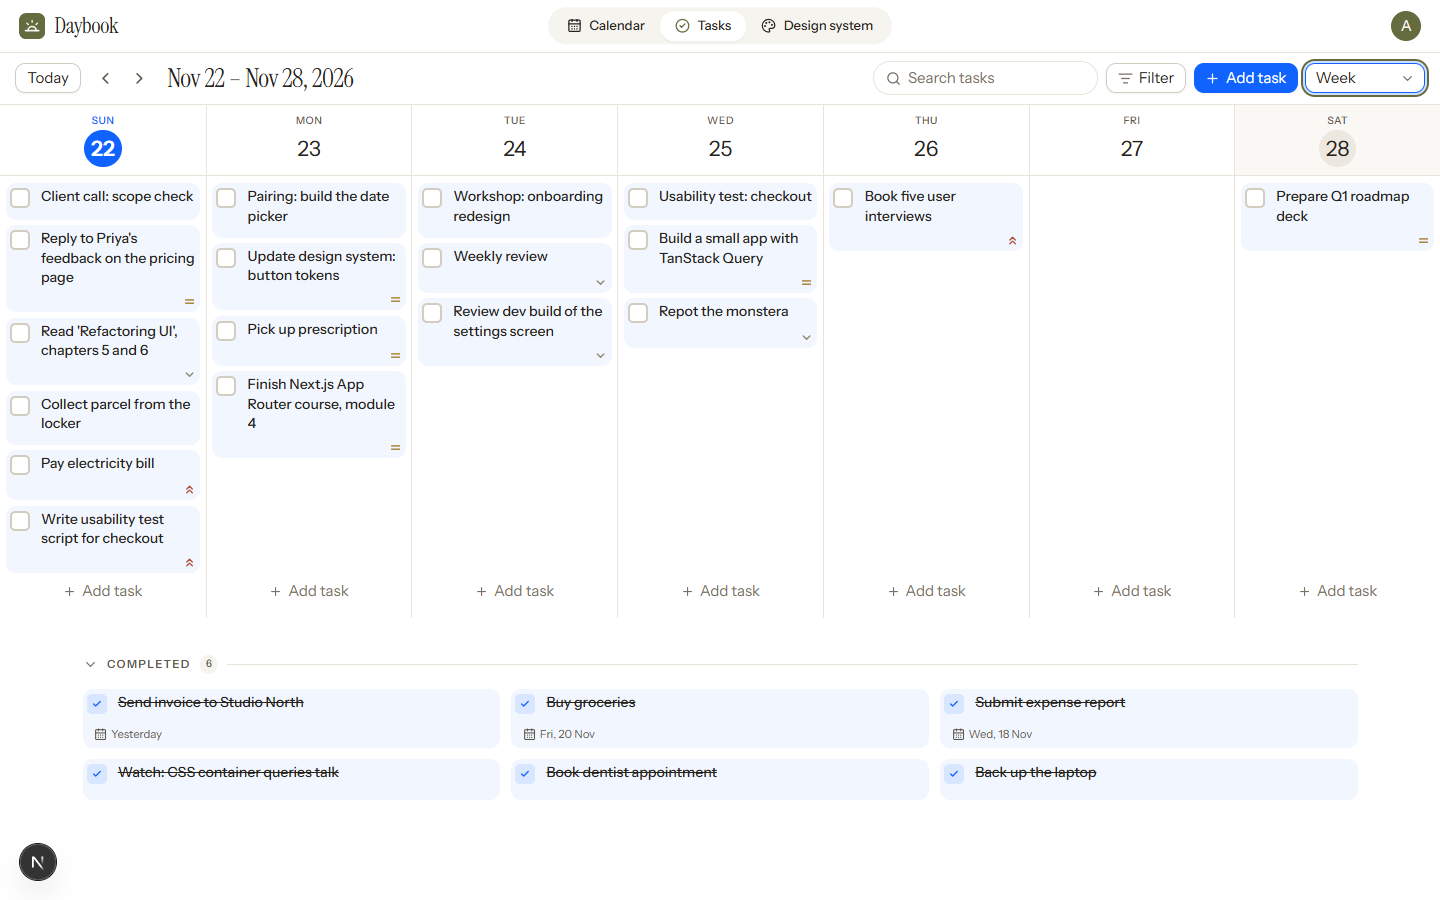 Daybook
Calendar
Tasks
Design system
A
Today
Nov 22 – Nov 28, 2026
Search tasks
Filter
Add task
Week
SUN
22
MON
23
TUE
24
WED
25
THU
26
FRI
27
SAT
28
Client call: scope check
Reply to Priya's
feedback on the pricing
page
Read 'Refactoring UI',
chapters 5 and 6
Collect parcel from the
locker
Pay electricity bill
Write usability test
script for checkout
Add task
Pairing: build the date
picker
Update design system:
button tokens
Pick up prescription
Finish Next.js App
Router course, module
4
Add task
Workshop: onboarding
redesign
Weekly review
Review dev build of the
settings screen
Add task
Usability test: checkout
Build a small app with
TanStack Query
Repot the monstera
Add task
Book five user
interviews
Add task
Add task
Prepare Q1 roadmap
deck
Add task
COMPLETED 6
Send invoice to Studio North
Yesterday
Buy groceries
Fri, 20 Nov
Submit expense report
Wed, 18 Nov
Watch: CSS container queries talk
Book dentist appointment
Back up the laptop
N